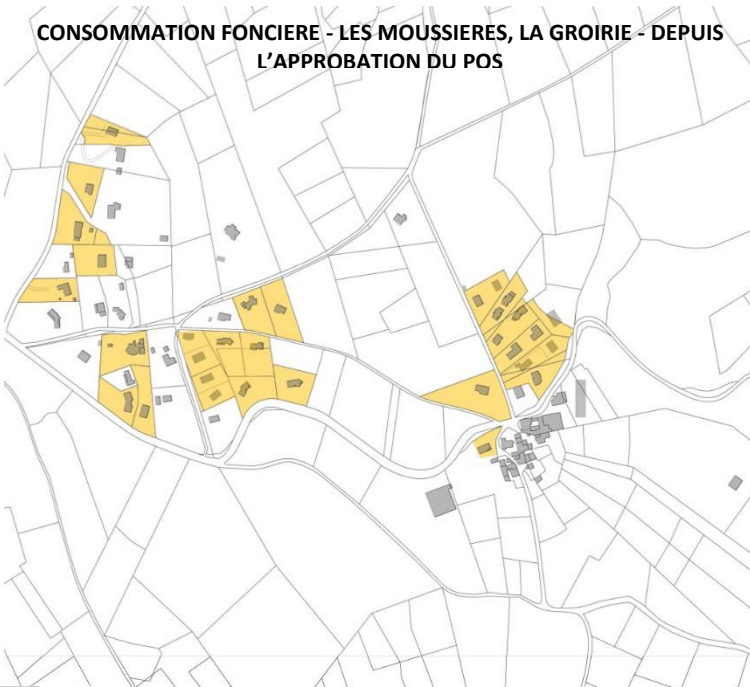 CONSOMMATION FONCIERE - LES MOUSSIERES, LA GROIRIE - DEPUIS
L'APPROBATION DU POS